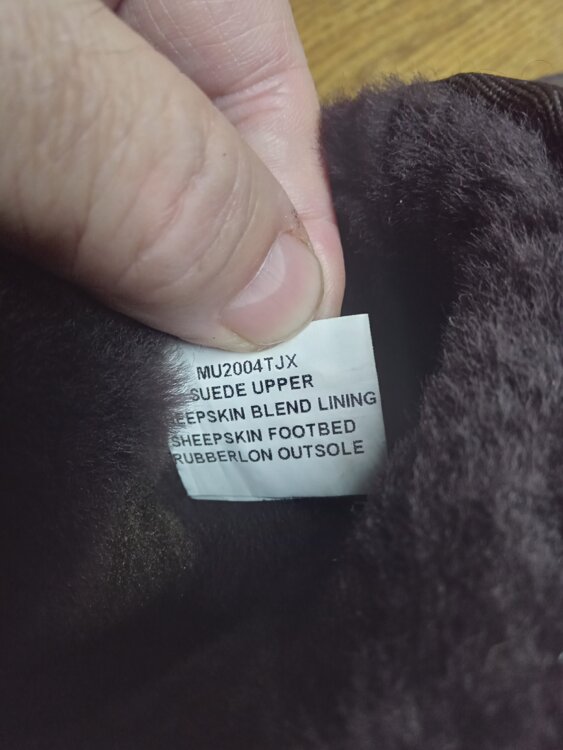 MU2004TJX
SUEDE UPPER
EEPSKIN BLEND LINING
SHEEPSKIN FOOTBED
RUBBERLON OUTSOLE